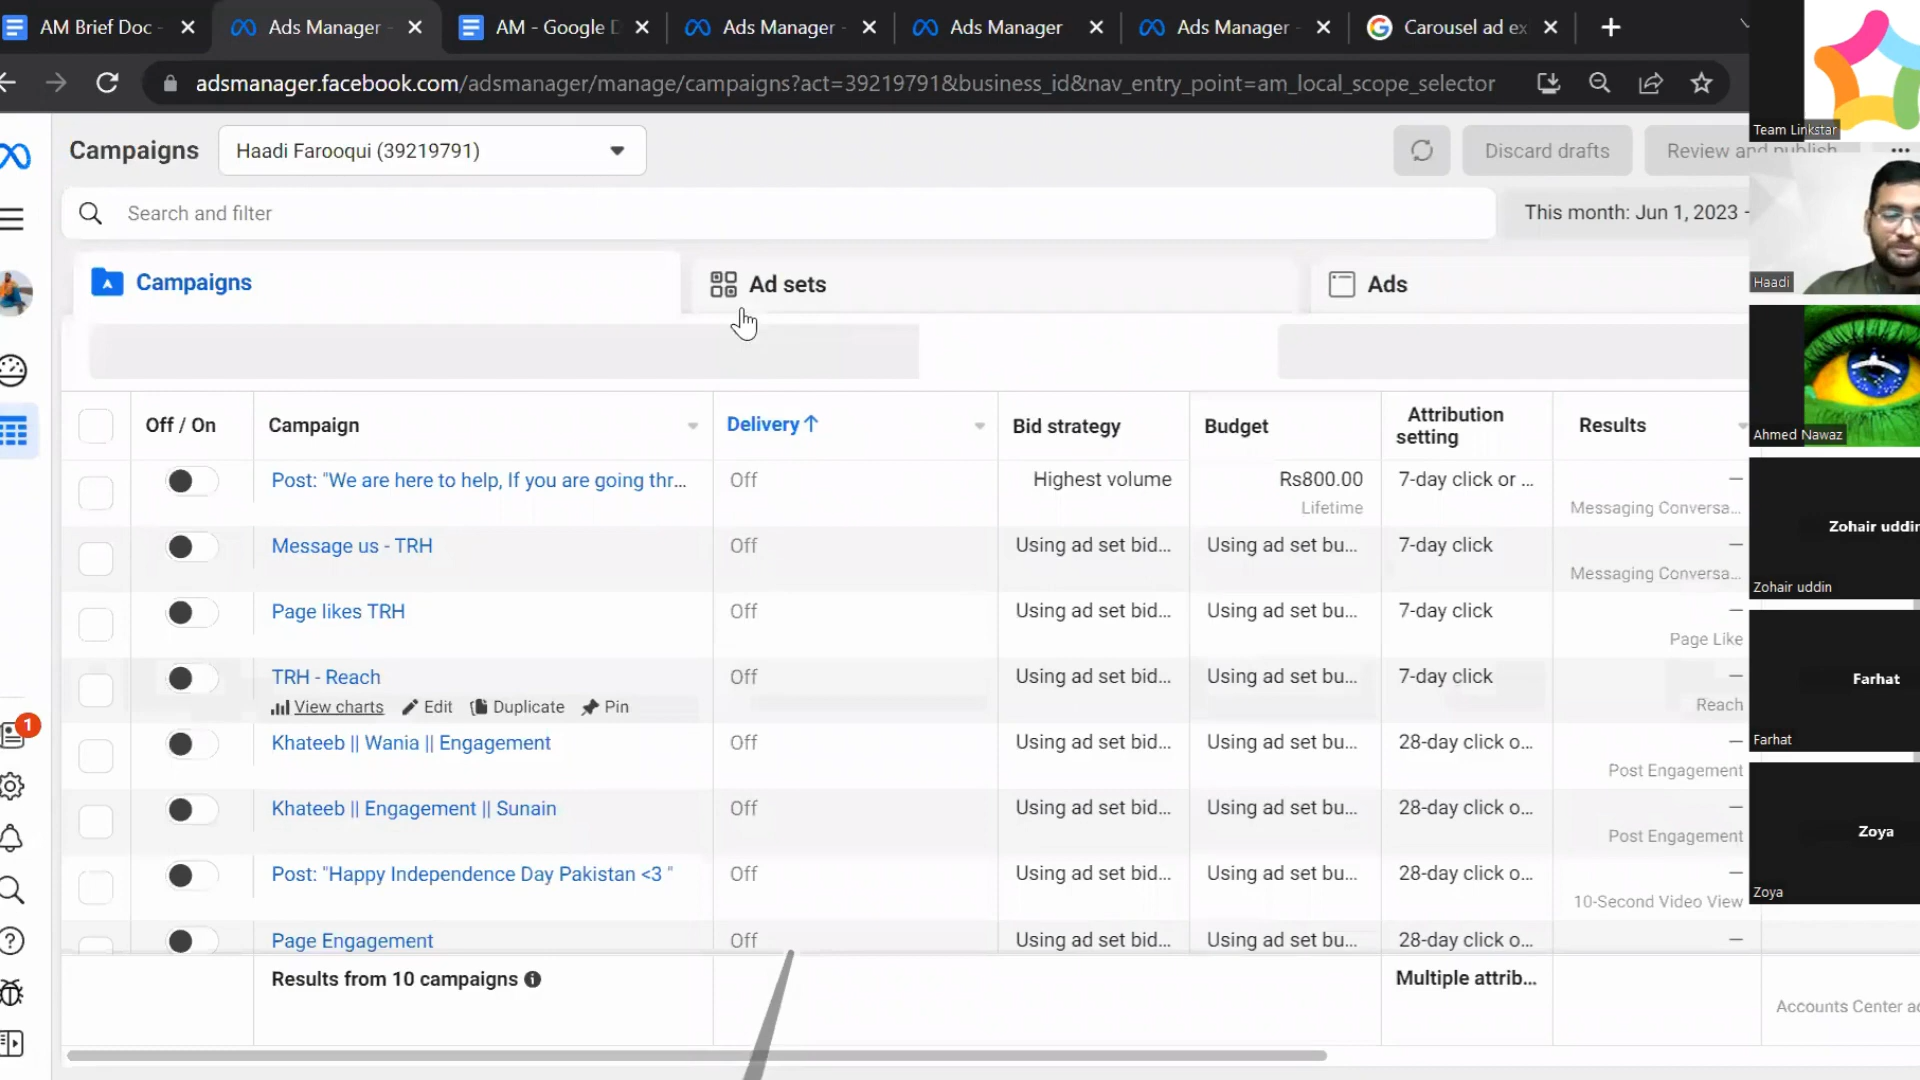 AM Brief Doc -
Ads Manager -
AM - Google D
Ads Manager -
Ads Manager
Ads Manager -
Carousel ad ex
adsmanager.facebook.com/adsmanager/manage/campaigns?act=39219791&business_id&nav_entry_point=am_local_scope_selector
Team Linkstar
Campaigns
Haadi Farooqui (39219791)
Discard drafts
Review and publish
Search and filter
This month: Jun 1, 2023 -
Haadi
Campaigns
Ad sets
Ads
Off / On
Campaign
Delivery↑
Bid strategy
Budget
Attribution
setting
Results
Ahmed Nawaz
Post: "We are here to help, If you are going thr...
Off
Highest volume
Rs800.00
Lifetime
7-day click or ...
—
Messaging Conversa...
Message us - TRH
Off
Using ad set bid...
Using ad set bu...
7-day click
—
Messaging Conversa...
Zohair uddin
Zohair uddin
Page likes TRH
Off
Using ad set bid...
Using ad set bu...
7-day click
—
Page Like
TRH - Reach
View charts
Edit
Duplicate
Pin
Off
Using ad set bid...
Using ad set bu...
7-day click
—
Reach
Farhat
Farhat
1
Khateeb || Wania || Engagement
Off
Using ad set bid...
Using ad set bu...
28-day click o...
—
Post Engagement
Khateeb || Engagement || Sunain
Off
Using ad set bid...
Using ad set bu...
28-day click o...
—
Post Engagement
Zoya
Zoya
Post: "Happy Independence Day Pakistan <3 "
Off
Using ad set bid...
Using ad set bu...
28-day click o...
—
10-Second Video View
Page Engagement
Off
Using ad set bid...
Using ad set bu...
28-day click o...
—
Results from 10 campaigns
Multiple attrib...
Accounts Center ac